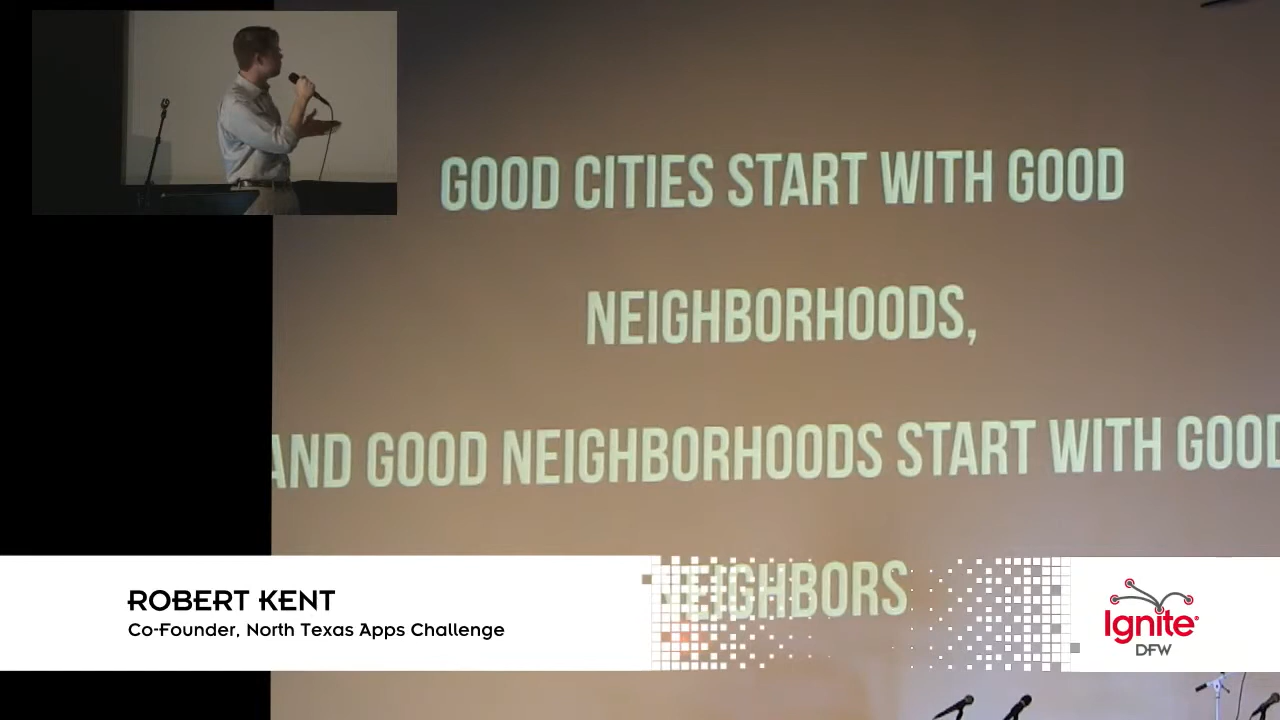 GOOD CITIES START WITH GOOD
NEIGHBORHOODS,
AND GOOD NEIGHBORHOODS START WITH GOOD
NEIGHBORS
ROBERT KENT
Co-Founder, North Texas Apps Challenge
Ignite
DFW